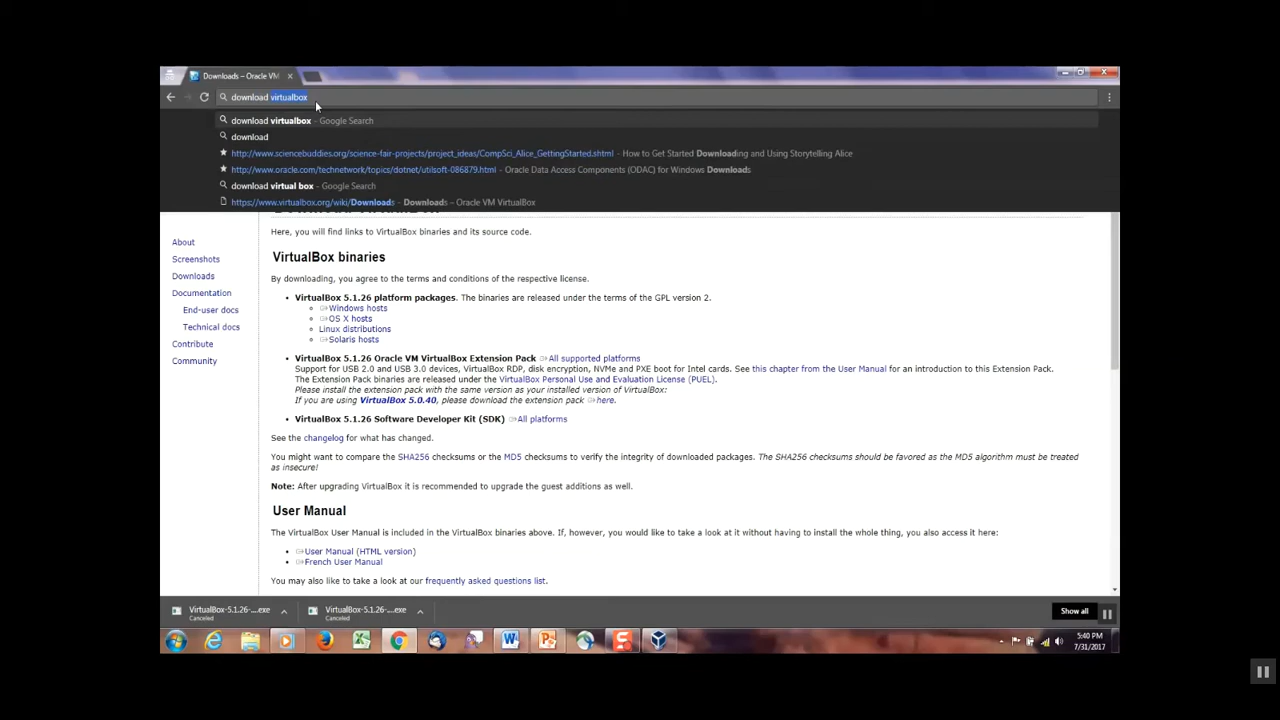 Downloads – Oracle VM
download virtualbox
download virtualbox - Google Search
download
http://www.sciencebuddies.org/science-fair-projects/project_ideas/CompSci_Alice_GettingStarted.shtml - How to Get Started Downloading and Using Storytelling Alice
http://www.oracle.com/technetwork/topics/dotnet/utilsoft-086879.html - Oracle Data Access Components (ODAC) for Windows Downloads
download virtual box - Google Search
https://www.virtualbox.org/wiki/Downloads - Downloads – Oracle VM VirtualBox
Here, you will find links to VirtualBox binaries and its source code.
About
Screenshots
Downloads
Documentation
End-user docs
Technical docs
Contribute
Community
VirtualBox binaries
By downloading, you agree to the terms and conditions of the respective license.
VirtualBox 5.1.26 platform packages. The binaries are released under the terms of the GPL version 2.
Windows hosts
OS X hosts
Linux distributions
Solaris hosts
VirtualBox 5.1.26 Oracle VM VirtualBox Extension Pack All supported platforms
Support for USB 2.0 and USB 3.0 devices, VirtualBox RDP, disk encryption, NVMe and PXE boot for Intel cards. See this chapter from the User Manual for an introduction to this Extension Pack.
The Extension Pack binaries are released under the VirtualBox Personal Use and Evaluation License (PUEL).
Please install the extension pack with the same version as your installed version of VirtualBox:
If you are using VirtualBox 5.0.40, please download the extension pack here.
VirtualBox 5.1.26 Software Developer Kit (SDK) All platforms
See the changelog for what has changed.
You might want to compare the SHA256 checksums or the MD5 checksums to verify the integrity of downloaded packages. The SHA256 checksums should be favored as the MD5 algorithm must be treated
as insecure!
Note: After upgrading VirtualBox it is recommended to upgrade the guest additions as well.
User Manual
The VirtualBox User Manual is included in the VirtualBox binaries above. If, however, you would like to take a look at it without having to install the whole thing, you also access it here:
User Manual (HTML version)
French User Manual
You may also like to take a look at our frequently asked questions list.
VirtualBox-5.1.26-....exe
Canceled
VirtualBox-5.1.26-....exe
Canceled
Show all
5:40 PM
7/31/2017